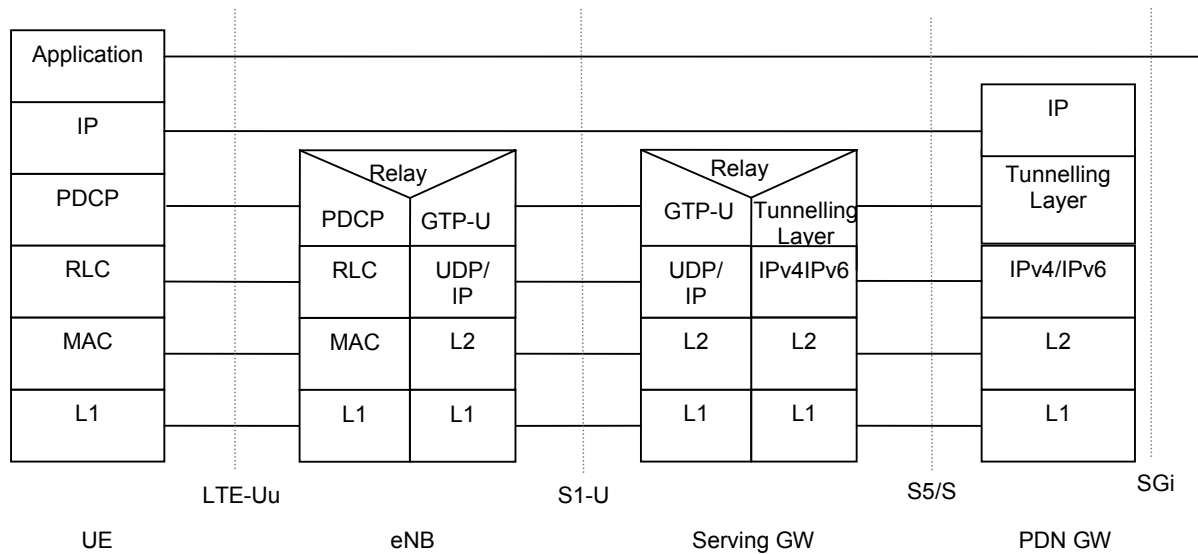 Application
IP
PDCP
RLC
MAC
L1
Relay
PDCP
GTP-U
RLC
UDP/
IP
MAC
L2
L1
L1
Relay
GTP-U
Tunnelling
Layer
UDP/
IP
IPv4IPv6
L2
L2
L1
L1
IP
Tunnelling
Layer
IPv4/IPv6
L2
L1
LTE-Uu
S1-U
S5/S
SGi
UE
eNB
Serving GW
PDN GW